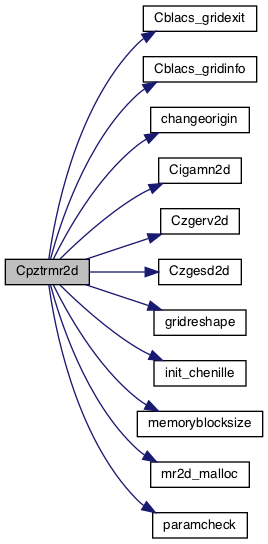 Cblacs_gridexit
Cblacs_gridinfo
changeorigin
Cigamn2d
Czgerv2d
Cpztrmr2d
Czgesd2d
gridreshape
init_chenille
memoryblocksize
mr2d_malloc
paramcheck